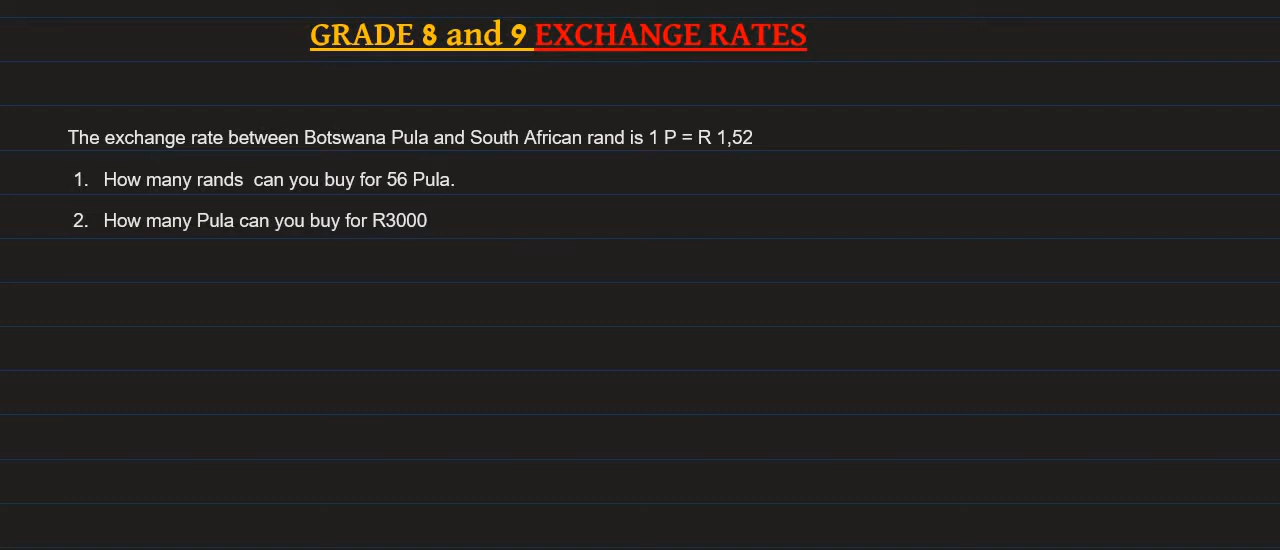 GRADE 8 and 9 EXCHANGE RATES
The exchange rate between Botswana Pula and South African rand is 1 P = R 1,52
1. How many rands  can you buy for 56 Pula.
2. How many Pula can you buy for R3000